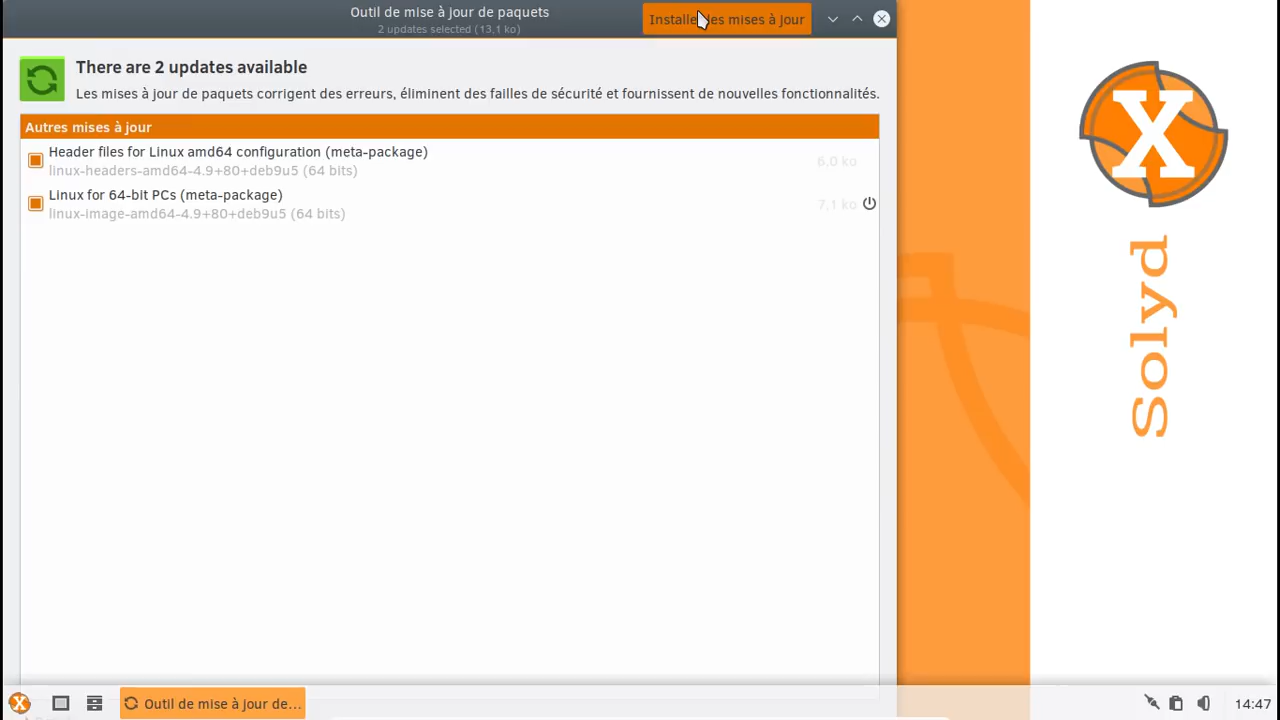 Outil de mise à jour de paquets
2 updates selected (13,1 ko)
Installe les mises à jour
There are 2 updates available
Les mises à jour de paquets corrigent des erreurs, éliminent des failles de sécurité et fournissent de nouvelles fonctionnalités.
Autres mises à jour
Header files for Linux amd64 configuration (meta-package)
linux-headers-amd64-4.9+80+deb9u5 (64 bits)
6,0 ko
Linux for 64-bit PCs (meta-package)
linux-image-amd64-4.9+80+deb9u5 (64 bits)
7,1 ko
X
Solyd
X
Outil de mise à jour de...
14:47